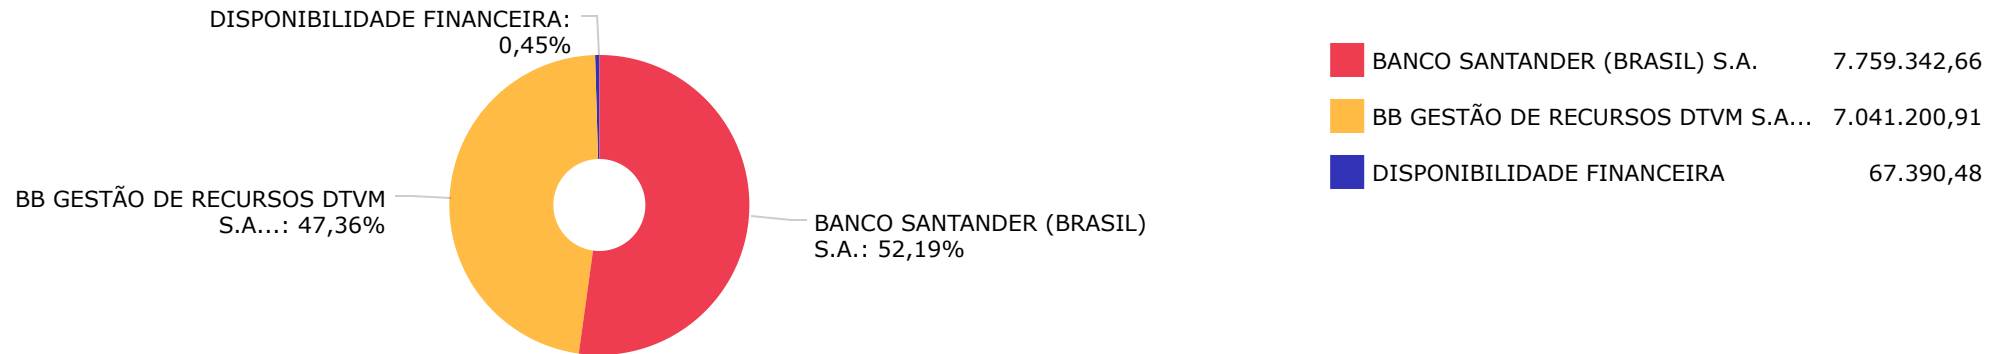 DISPONIBILIDADE FINANCEIRA:
0,45%
BB GESTÃO DE RECURSOS DTVM
S.A...: 47,36%
BANCO SANTANDER (BRASIL)
S.A.: 52,19%
BANCO SANTANDER (BRASIL) S.A. 7.759.342,66
BB GESTÃO DE RECURSOS DTVM S.A... 7.041.200,91
DISPONIBILIDADE FINANCEIRA 67.390,48